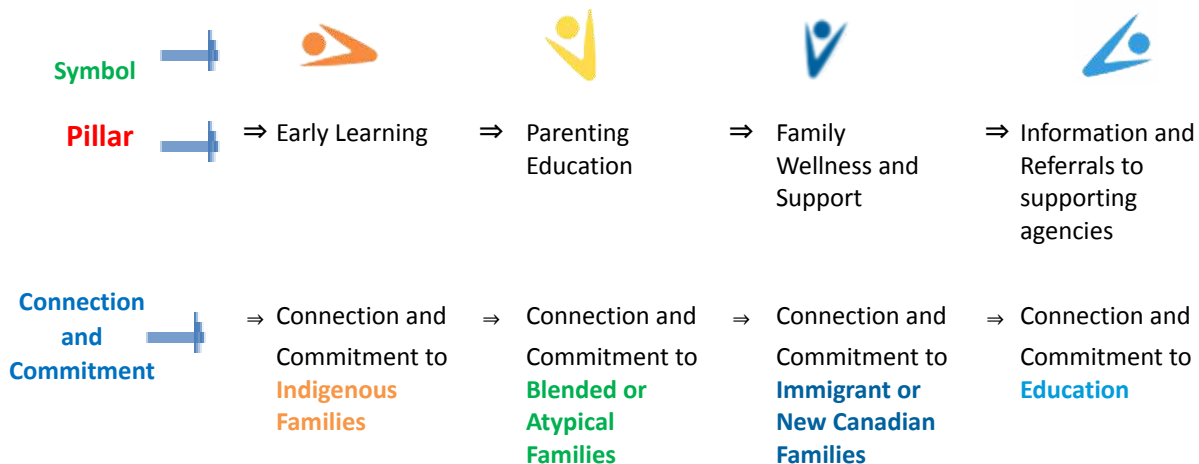 Symbol
Pillar
⇒ Early Learning
⇒ Parenting
Education
⇒ Family
Wellness and
Support
⇒ Information and
Referrals to
supporting
agencies
Connection
and
Commitment
⇒ Connection and
Commitment to
Indigenous
Families
⇒ Connection and
Commitment to
Blended or
Atypical
Families
⇒ Connection and
Commitment to
Immigrant or
New Canadian
Families
⇒ Connection and
Commitment to
Education